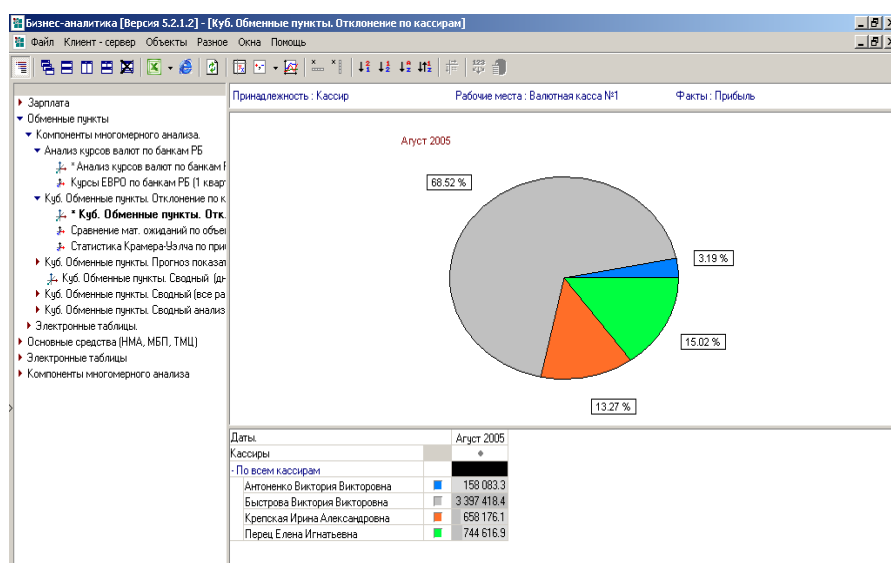 Бизнес-аналитика [Версия 5.2.1.2] - [Куб. Обменные пункты. Отклонение по кассирам]
Файл Клиент - сервер Объекты Разное Окна Помощь
Зарплата
Обменные пункты
Компоненты многомерного анализа.
Анализ курсов валют по банкам РБ
* Анализ курсов валют по банкам Р
Курсы ЕВРО по банкам РБ (1 квар
Куб. Обменные пункты. Отклонение по к
* Куб. Обменные пункты. Отк.
Сравнение мат. ожиданий по объе
Статистика Крамера-Уэлча по при
Куб. Обменные пункты. Прогноз показат
Куб. Обменные пункты. Сводный (дн
Куб. Обменные пункты. Сводный (все ра
Куб. Обменные пункты. Сводный анализ
Электронные таблицы.
Основные средства (НМА, МБП, ТМЦ)
Электронные таблицы
Компоненты многомерного анализа
Принадлежность : Кассир Рабочие места : Валютная касса №1 Факты : Прибыль
Агуст 2005
68.52 %
3.19 %
15.02 %
13.27 %
Даты. Агуст 2005
Кассиры
- По всем кассирам
Антоненко Виктория Викторовна 158 083.3
Быстрова Виктория Викторовна 3 397 418.4
Крепская Ирина Александровна 658 176.1
Перец Елена Игнатьевна 744 616.9